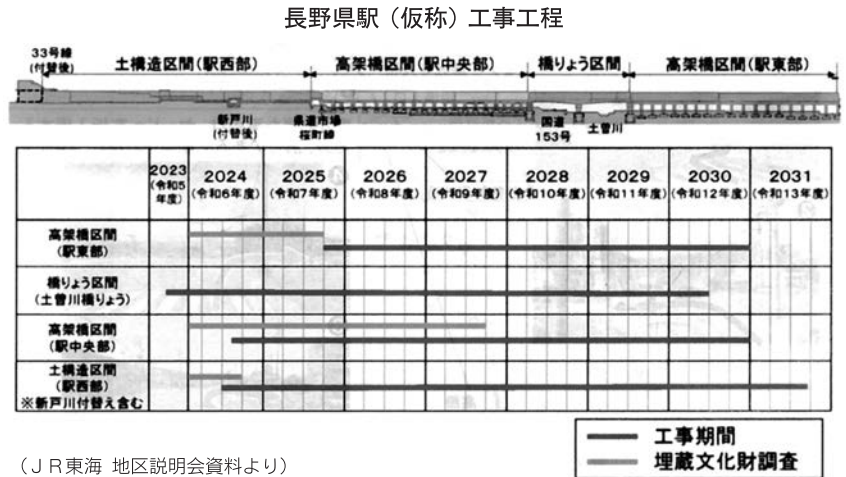 長野県駅（仮称）工事工程
33号線
(付替後)
土構造区間(駅西部)
高架橋区間(駅中央部)
橋りょう区間
高架橋区間(駅東部)
新戸川
(付替後)
県道市場
桜町線
国道
153号
土曽川
2023
(令和5
年度)
2024
(令和6年度)
2025
(令和7年度)
2026
(令和8年度)
2027
(令和9年度)
2028
(令和10年度)
2029
(令和11年度)
2030
(令和12年度)
2031
(令和13年度)
高架橋区間
(駅東部)
橋りょう区間
(土曽川橋りょう)
高架橋区間
(駅中央部)
土構造区間
(駅西部)
※新戸川付替え含む
工事期間
埋蔵文化財調査
（ＪＲ東海 地区説明会資料より）